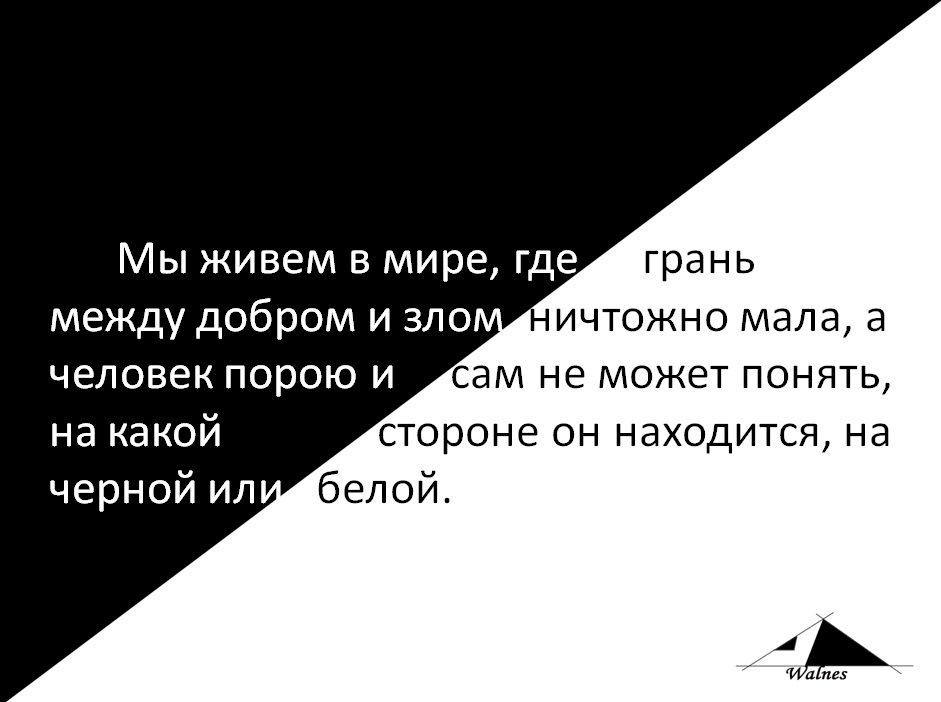 Мы живем в мире, где грань
между добром и злом ничтожно мала, а
человек порою и сам не может понять,
на какой стороне он находится, на
черной или белой.
Walnes